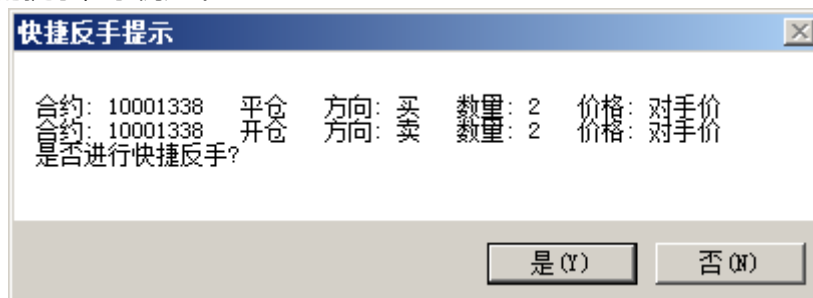 快捷反手提示
合约: 10001338 平仓 方向: 买 数量: 2 价格: 对手价
合约: 10001338 开仓 方向: 卖 数量: 2 价格: 对手价
是否进行快捷反手?
是(Y) 否(N)